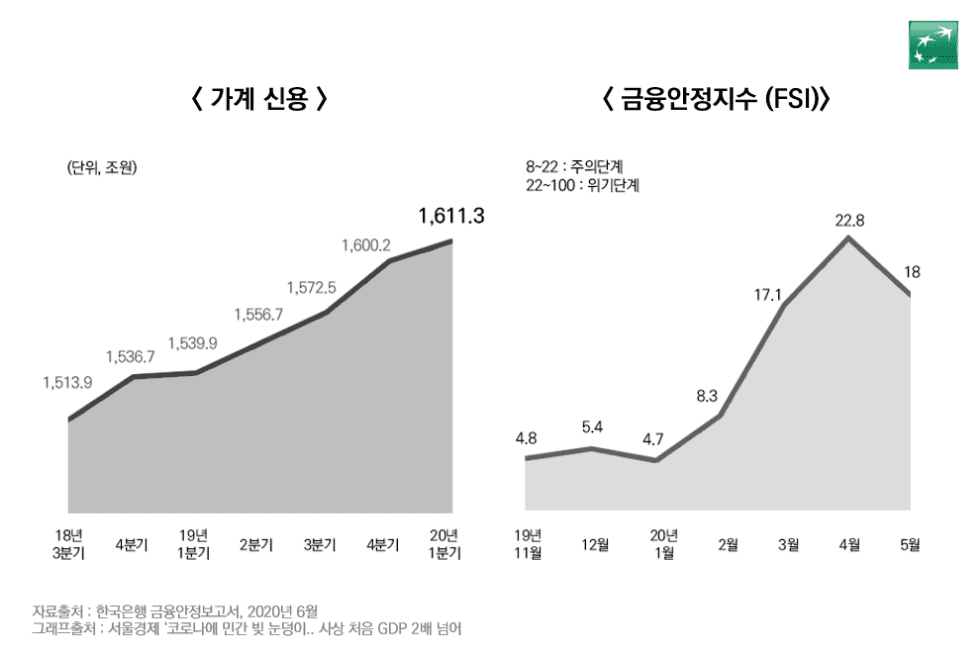 < 가계 신용 >
(단위, 조원)
1,513.9
1,536.7
1,539.9
1,556.7
1,572.5
1,600.2
1,611.3
18년
3분기
4분기
19년
1분기
2분기
3분기
4분기
20년
1분기
< 금융안정지수 (FSI)>
8~22 : 주의단계
22~100 : 위기단계
4.8
5.4
4.7
8.3
17.1
22.8
18
19년
11월
12월
20년
1월
2월
3월
4월
5월
자료출처 : 한국은행 금융안정보고서, 2020년 6월
그래프출처 : 서울경제 '코로나에 민간 빚 눈덩이.. 사상 처음 GDP 2배 넘어